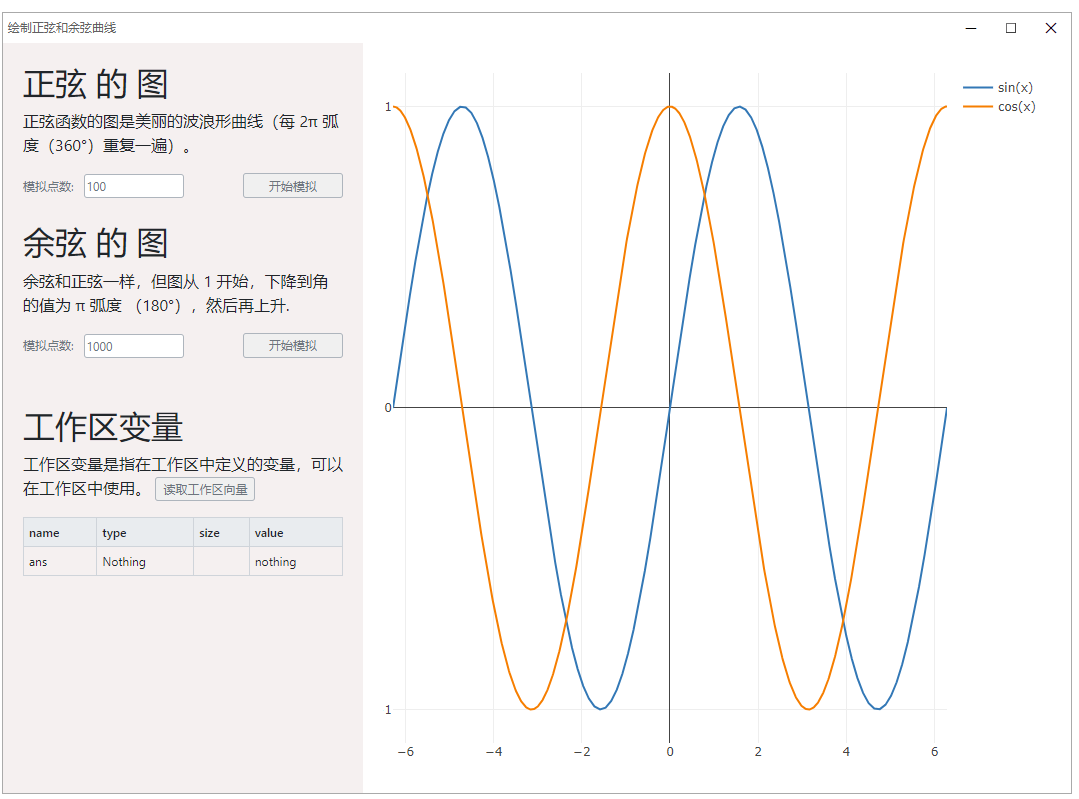 绘制正弦和余弦曲线
正弦 的 图
正弦函数的图是美丽的波浪形曲线（每 2π 弧
度（360°）重复一遍）。
模拟点数: 100 开始模拟
余弦 的 图
余弦和正弦一样，但图从 1 开始，下降到角
的值为 π 弧度 （180°），然后再上升.
模拟点数: 1000 开始模拟
工作区变量
工作区变量是指在工作区中定义的变量，可以
在工作区中使用。 读取工作区向量
name type size value
ans Nothing nothing
sin(x)
cos(x)
1
0
1
−6 −4 −2 0 2 4 6